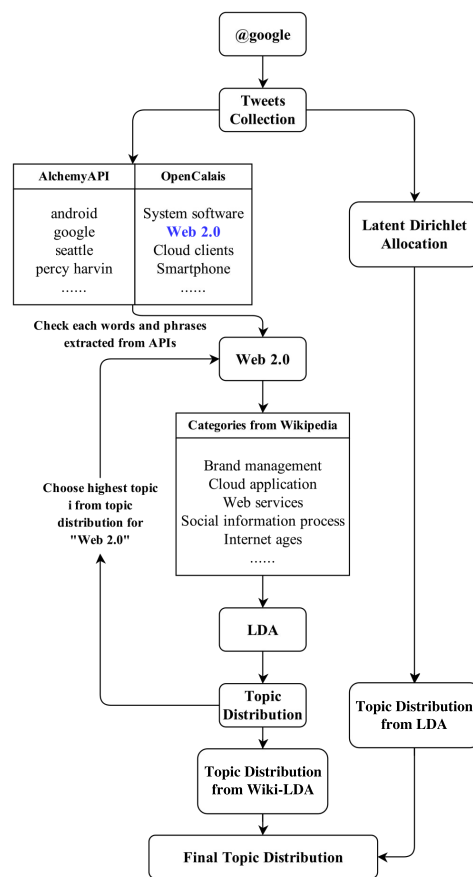 @google
Tweets
Collection
AlchemyAPI
OpenCalais
android
google
seattle
percy harvin
......
System software
Web 2.0
Cloud clients
Smartphone
......
Latent Dirichlet
Allocation
Check each words and phrases
extracted from APIs
Web 2.0
Categories from Wikipedia
Brand management
Cloud application
Web services
Social information process
Internet ages
......
Choose highest topic
i from topic
distribution for
"Web 2.0"
LDA
Topic
Distribution
Topic Distribution
from LDA
Topic Distribution
from Wiki-LDA
Final Topic Distribution